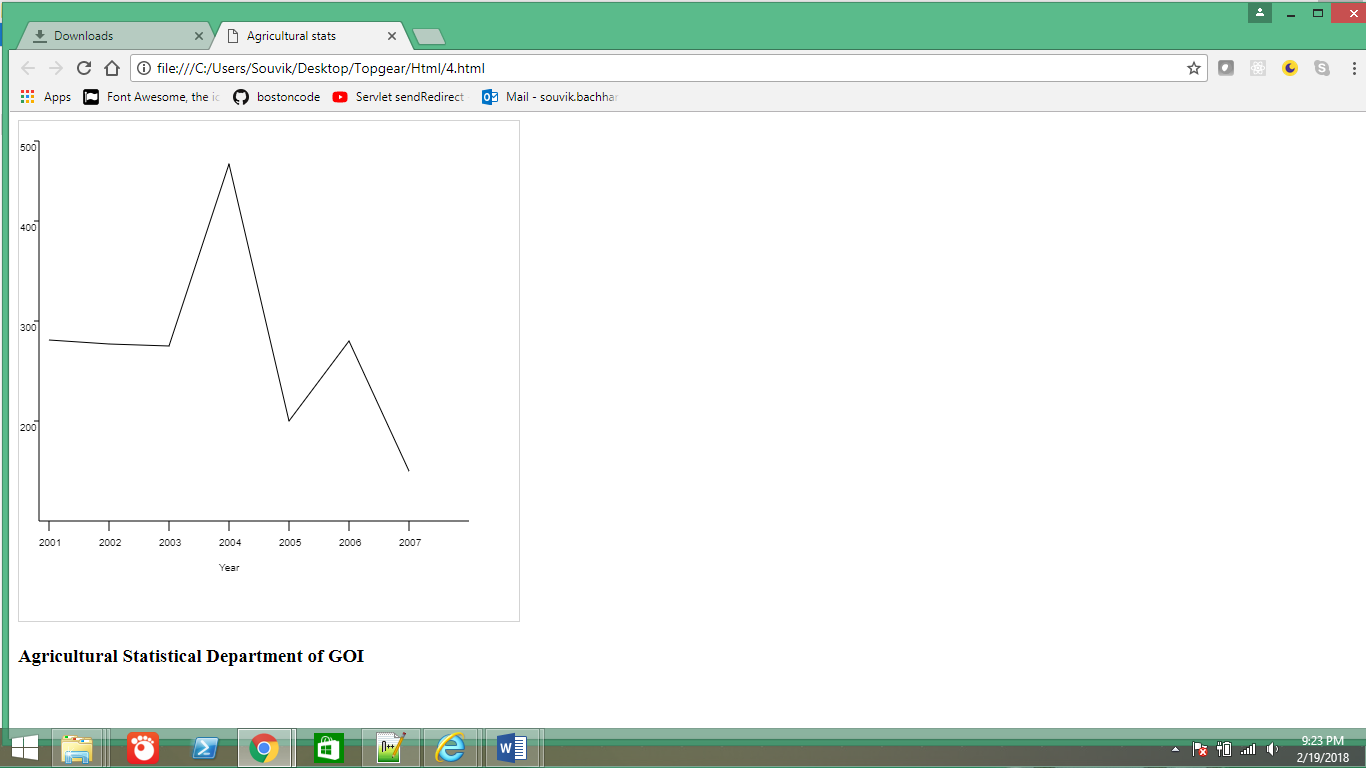 Downloads
Agricultural stats
file:///C:/Users/Souvik/Desktop/Topgear/Html/4.html
Apps
Font Awesome, the ic
bostoncode
Servlet sendRedirect
Mail - souvik.bachhar
500
400
300
200
2001 2002 2003 2004 2005 2006 2007
Year
Agricultural Statistical Department of GOI
9:23 PM
2/19/2018